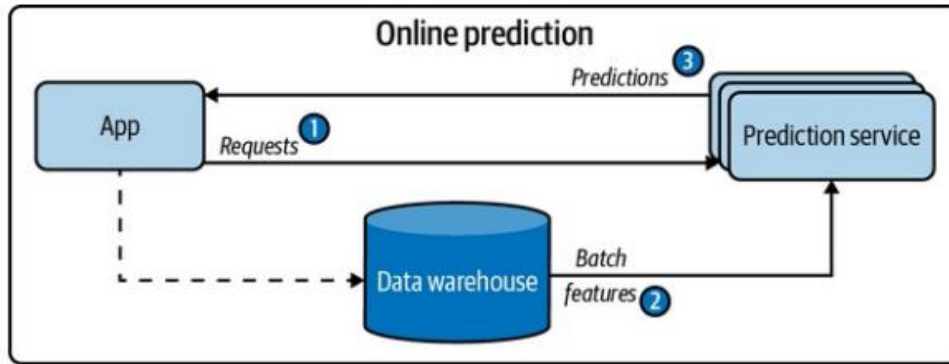 Online prediction
Predictions 3
App
Requests 1
Prediction service
Data warehouse
Batch
features 2